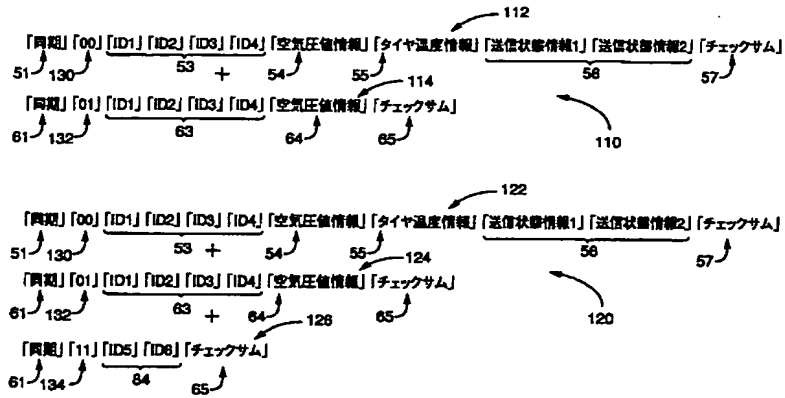 112
「同期」「00」「ID1」「ID2」「ID3」「ID4」「空気圧値情報」「タイヤ温度情報」「送信状態情報1」「送信状態情報2」「チェックサム」
51 130 53 + 54 55 56 57
114
「同期」「01」「ID1」「ID2」「ID3」「ID4」「空気圧値情報」「チェックサム」
61 132 63 64 65 110
122
「同期」「00」「ID1」「ID2」「ID3」「ID4」「空気圧値情報」「タイヤ温度情報」「送信状態情報1」「送信状態情報2」「チェックサム」
51 130 53 + 54 55 56 57
124
「同期」「01」「ID1」「ID2」「ID3」「ID4」「空気圧値情報」「チェックサム」
61 132 63 + 64 65 120
126
「同期」「11」「ID5」「ID6」「チェックサム」
61 134 84 65